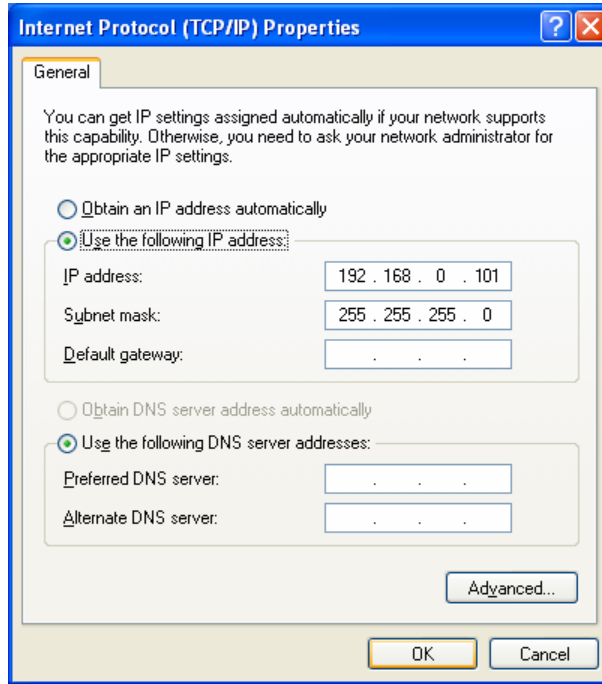 Internet Protocol (TCP/IP) Properties
General
You can get IP settings assigned automatically if your network supports
this capability. Otherwise, you need to ask your network administrator for
the appropriate IP settings.
Obtain an IP address automatically
Use the following IP address:
IP address: 192 . 168 . 0 . 101
Subnet mask: 255 . 255 . 255 . 0
Default gateway: . . .
Obtain DNS server address automatically
Use the following DNS server addresses:
Preferred DNS server: . . .
Alternate DNS server: . . .
Advanced...
OK Cancel